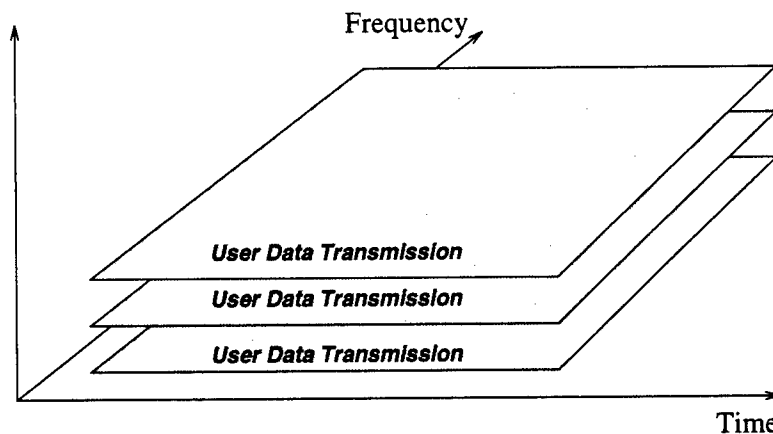 Frequency
User Data Transmission
User Data Transmission
User Data Transmission
Time